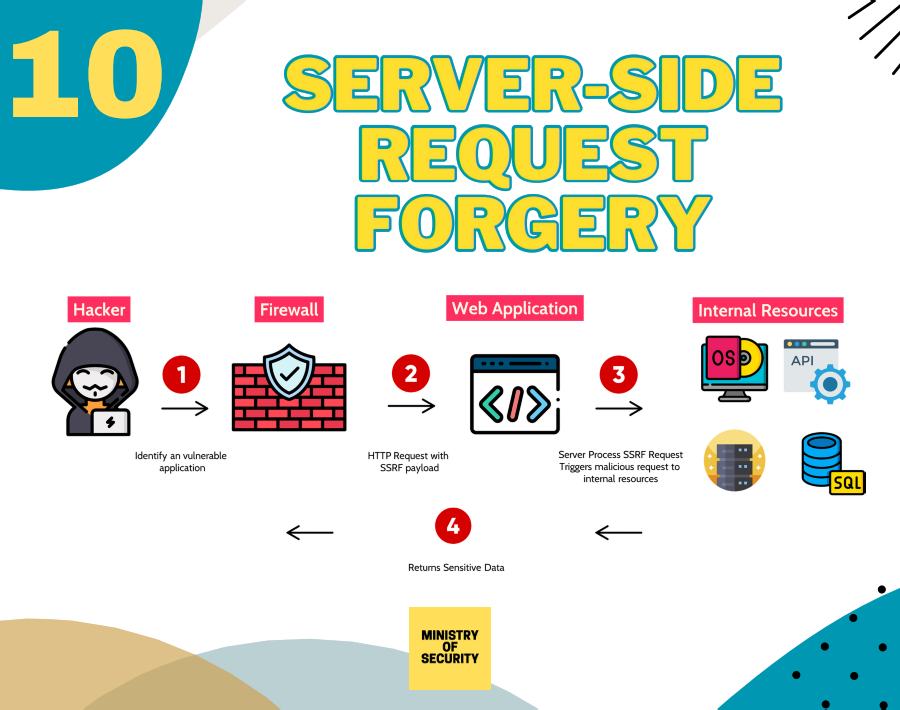 10
SERVER-SIDE
REQUEST
FORGERY
Hacker
Firewall
Web Application
Internal Resources
1
2
3
OS
API
SQL
Identify an vulnerable
application
HTTP Request with
SSRF payload
Server Process SSRF Request
Triggers malicious request to
internal resources
4
Returns Sensitive Data
MINISTRY
OF
SECURITY